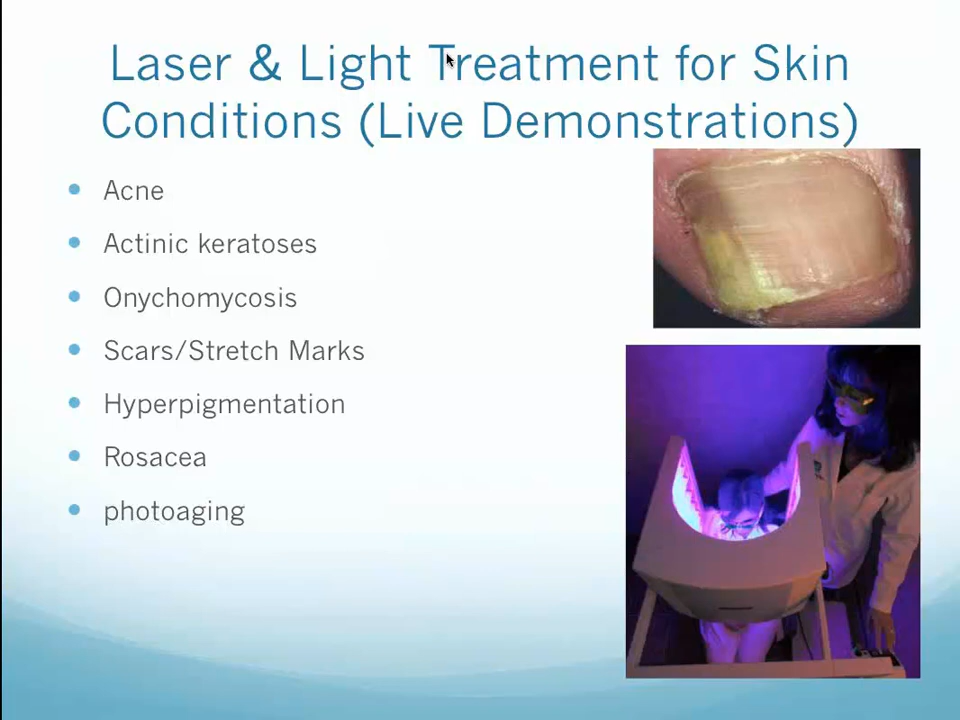 Laser & Light Treatment for Skin
Conditions (Live Demonstrations)
Acne
Actinic keratoses
Onychomycosis
Scars/Stretch Marks
Hyperpigmentation
Rosacea
photoaging